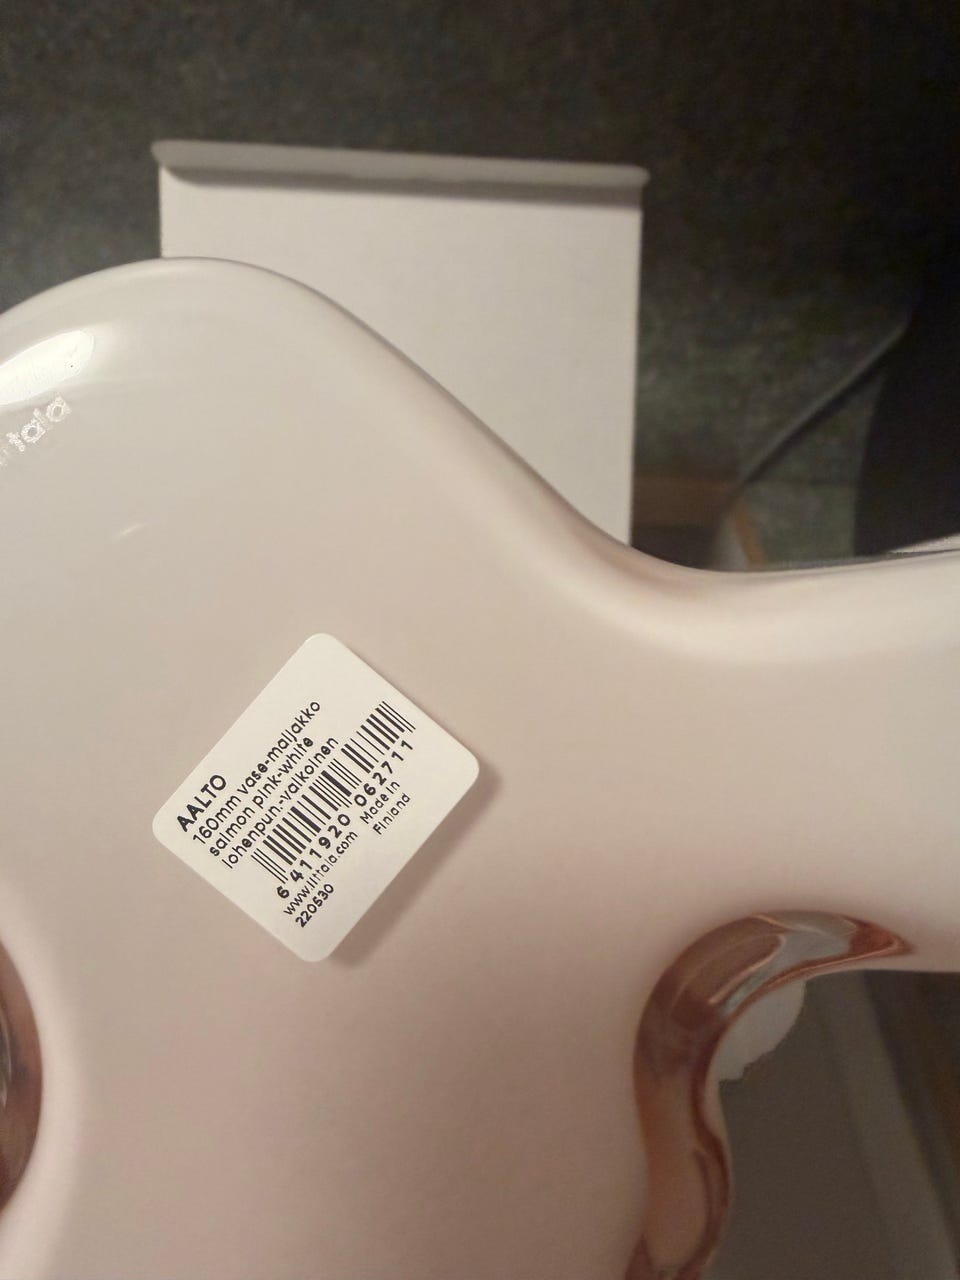 AALTO
160mm vase-maljakko
salmon pink-white
lohenpun.-valkoinen
6 411920 062711
www.iittala.com
Made in
Finland
220530